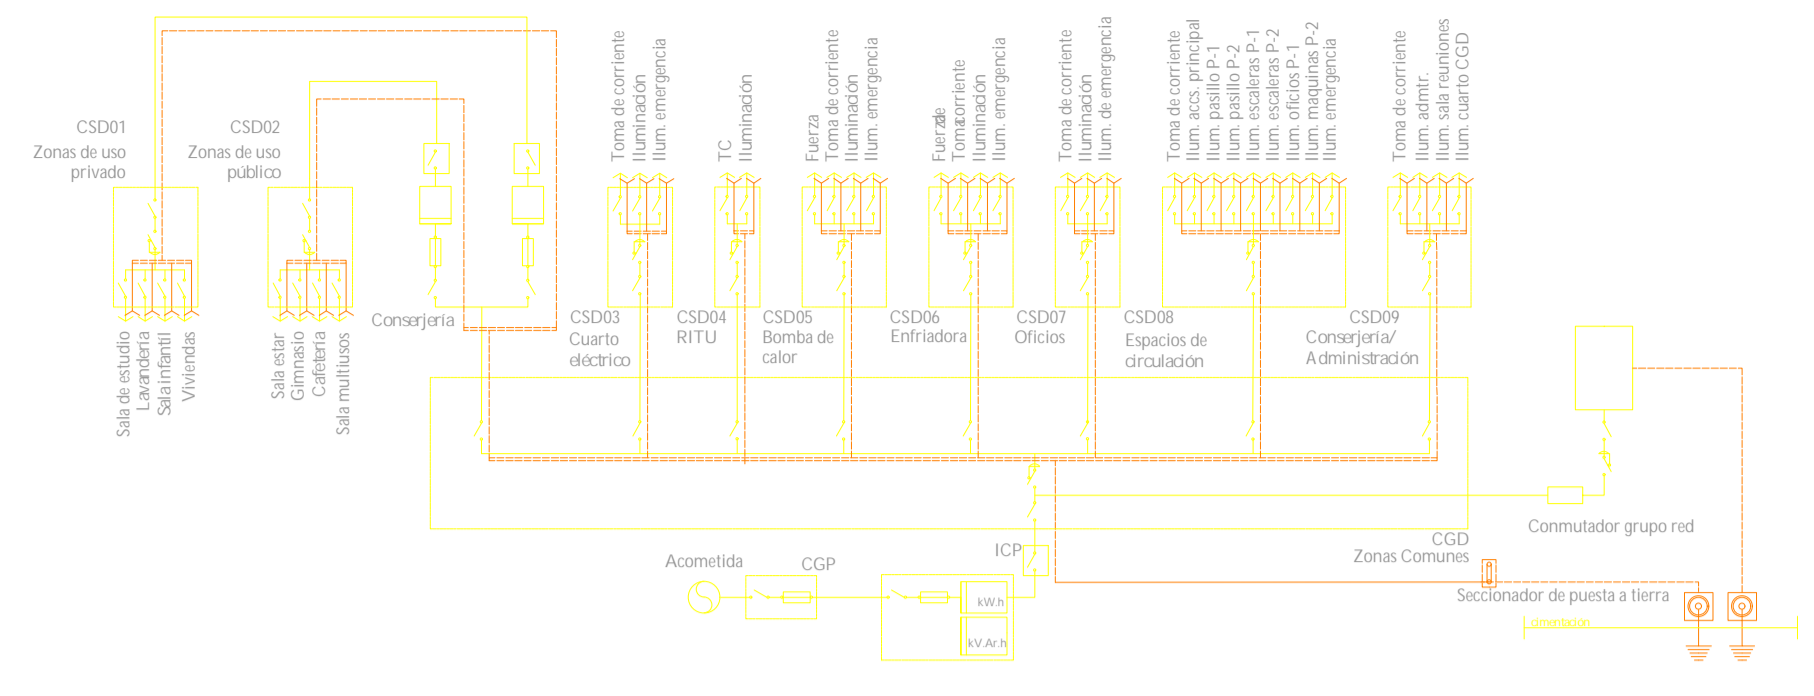 CSD01
Zonas de uso
privado
CSD02
Zonas de uso
público
Sala de estudio
Lavandería
Sala infantil
Viviendas
Sala estar
Gimnasio
Cafetería
Sala multiusos
Conserjería
Toma de corriente
Iluminación
Ilum. emergencia
CSD03
Cuarto
eléctrico
TC
Iluminación
CSD04
RITU
Fuerza
Toma de corriente
Iluminación
Ilum. emergencia
CSD05
Bomba de
calor
Fuerza
Toma de corriente
Iluminación
Ilum. emergencia
CSD06
Enfriadora
Toma de corriente
Iluminación
Ilum. de emergencia
CSD07
Oficios
Toma de corriente
Ilum. accs. principal
Ilum. pasillo P-1
Ilum. pasillo P-2
Ilum. escaleras P-1
Ilum. escaleras P-2
Ilum. oficios P-1
Ilum. maquinas P-2
Ilum. emergencia
CSD08
Espacios de
circulación
Toma de corriente
Ilum. admtr.
Ilum. sala reuniones
Ilum. cuarto CGD
CSD09
Conserjería/
Administración
Conmutador grupo red
CGD
Zonas Comunes
ICP
Acometida
CGP
kW.h
kV.Ar.h
Seccionador de puesta a tierra
cimentación